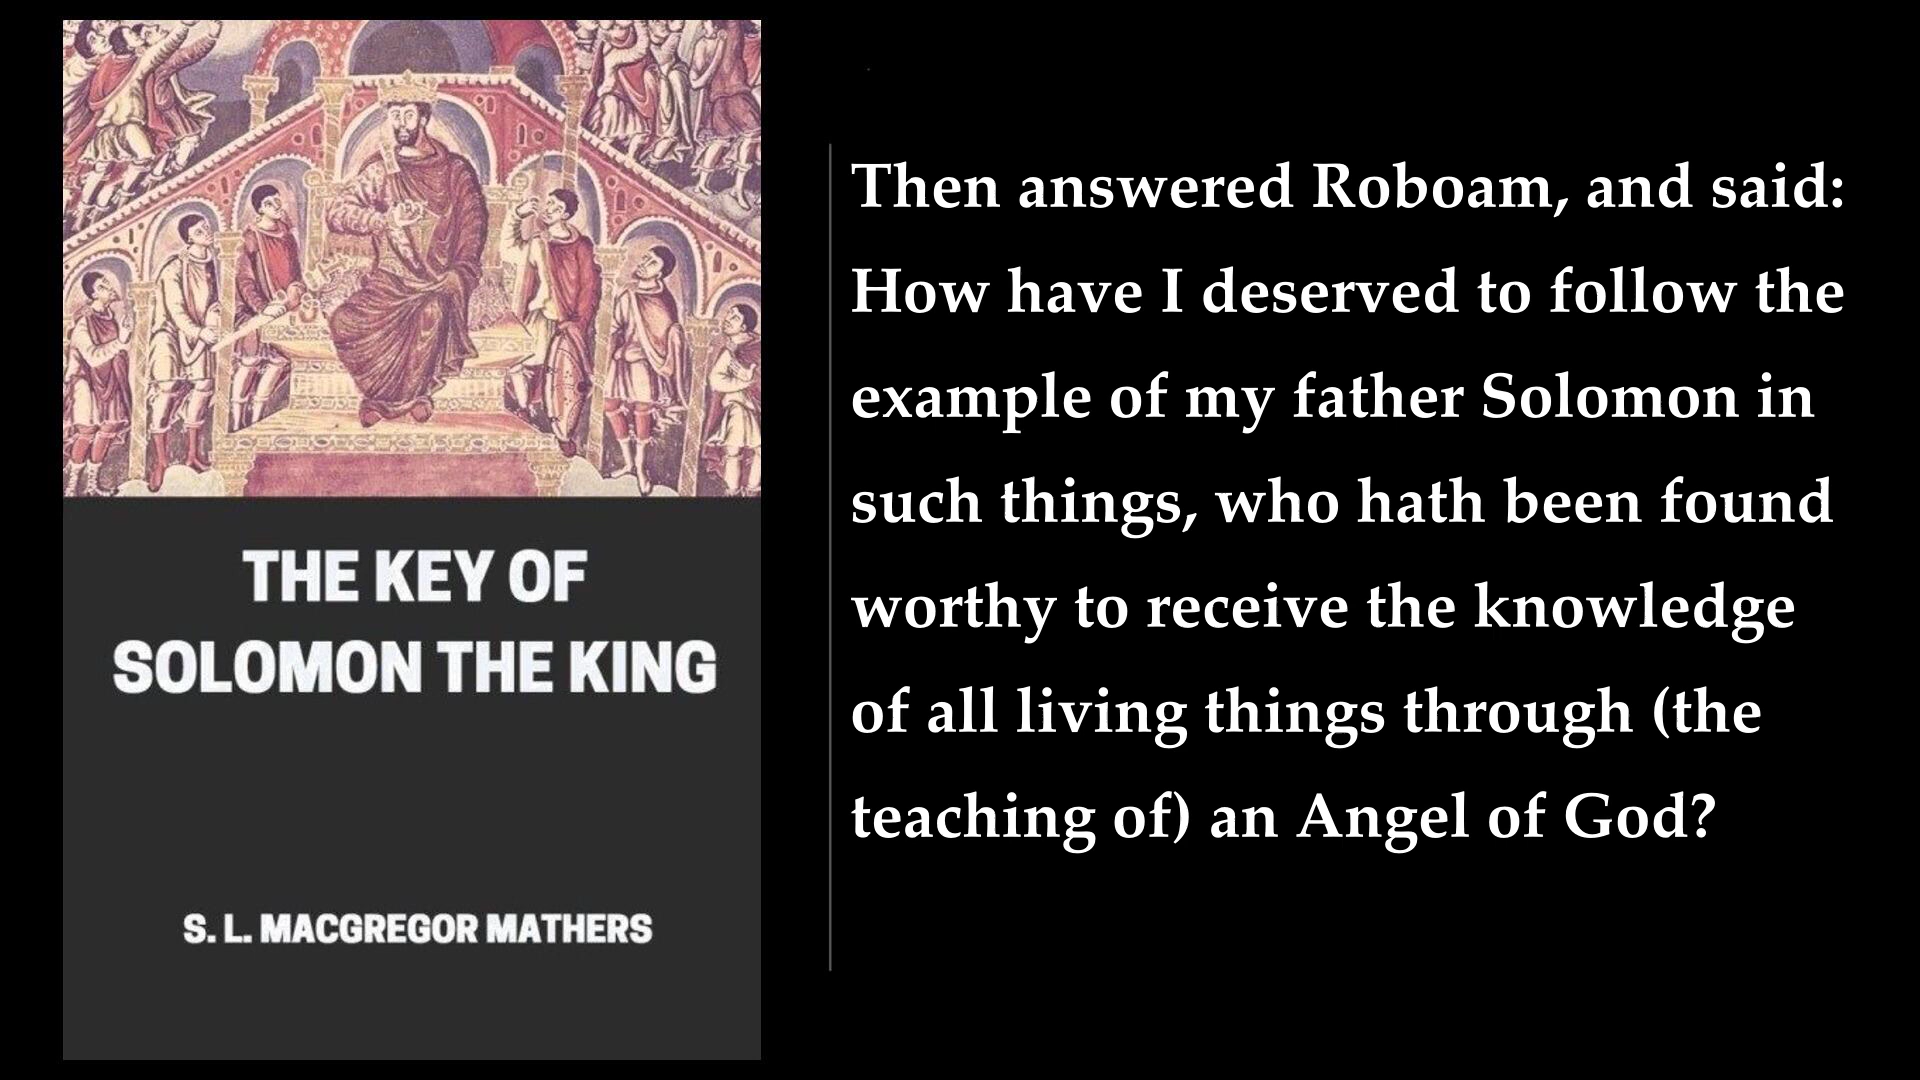 THE KEY OF
SOLOMON THE KING
S. L. MACGREGOR MATHERS
Then answered Roboam, and said:
How have I deserved to follow the
example of my father Solomon in
such things, who hath been found
worthy to receive the knowledge
of all living things through (the
teaching of) an Angel of God?